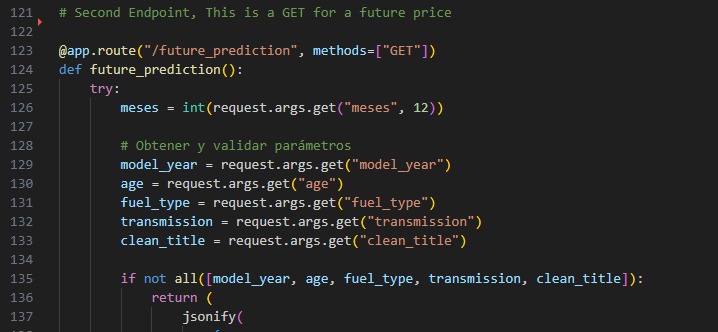 121 # Second Endpoint, This is a GET for a future price
122
123 @app.route("/future_prediction", methods=["GET"])
124 def future_prediction():
125     try:
126         meses = int(request.args.get("meses", 12))
127
128         # Obtener y validar parámetros
129         model_year = request.args.get("model_year")
130         age = request.args.get("age")
131         fuel_type = request.args.get("fuel_type")
132         transmission = request.args.get("transmission")
133         clean_title = request.args.get("clean_title")
134
135         if not all([model_year, age, fuel_type, transmission, clean_title]):
136             return (
137                 jsonify(